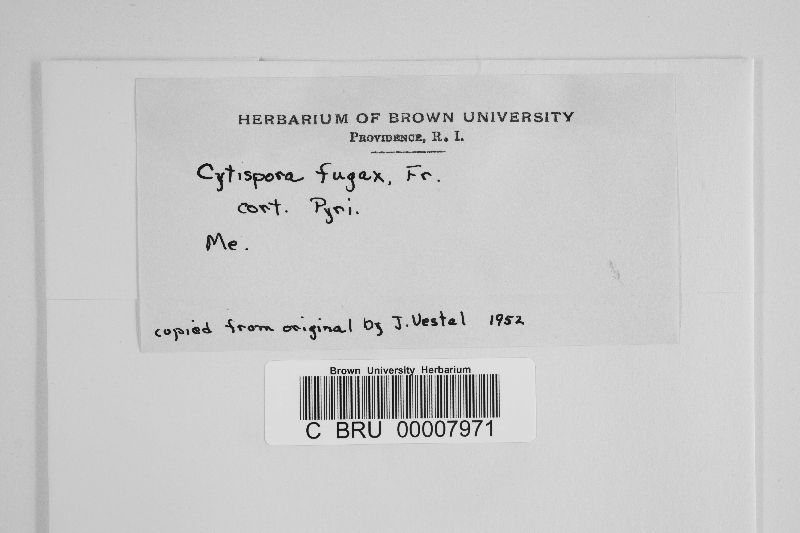 HERBARIUM OF BROWN UNIVERSITY
PROVIDENCE, R. I.
Cytispora fugax, Fr.
cort. Pyri.
Me.
copied from original by J. Vestal 1952
Brown University Herbarium
C BRU 00007971